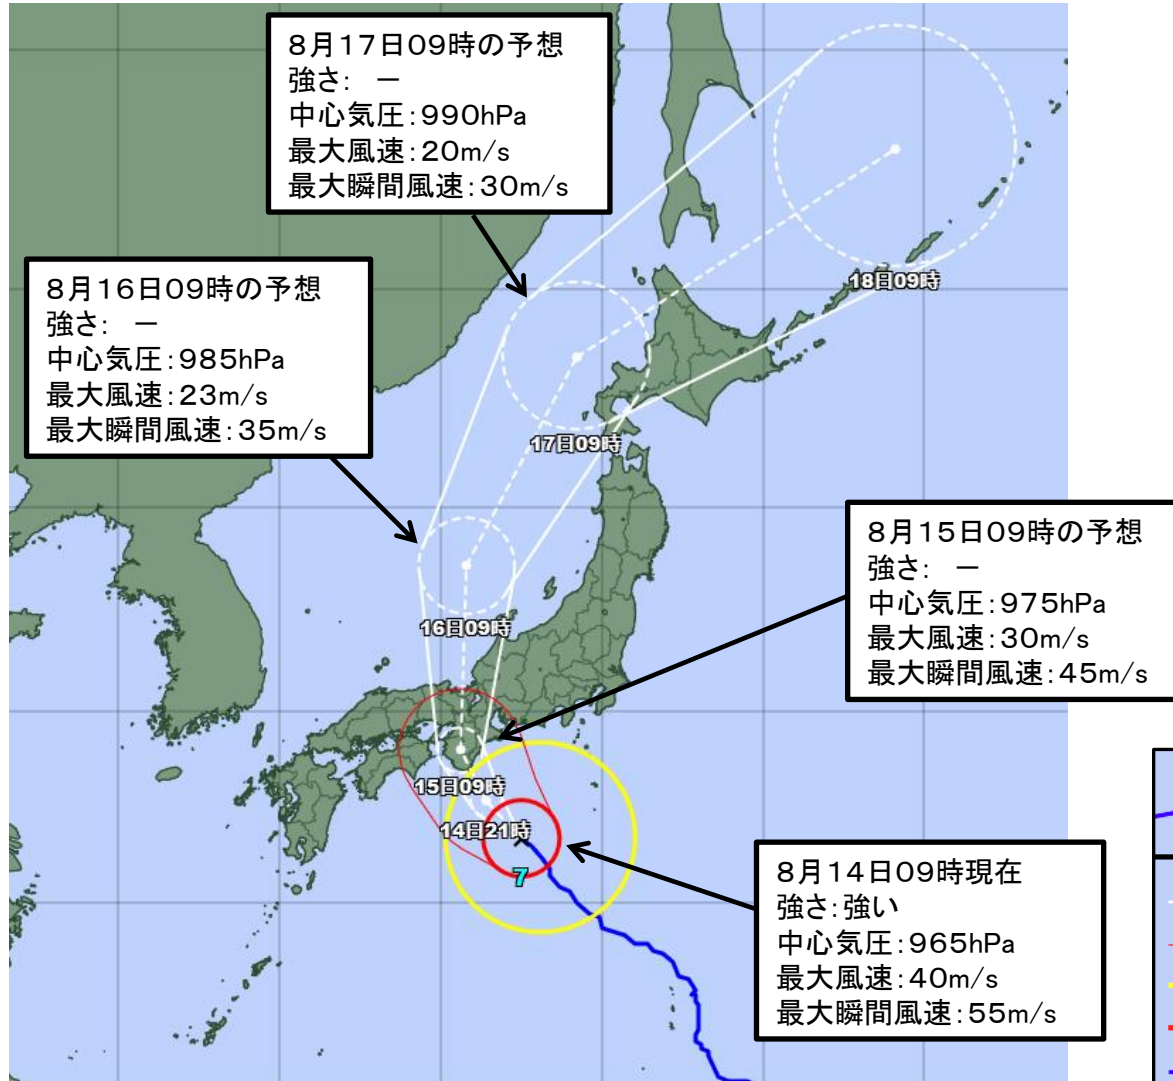 8月17日09時の予想
強さ: ー
中心気圧:990hPa
最大風速:20m/s
最大瞬間風速:30m/s
8月16日09時の予想
強さ: ー
中心気圧:985hPa
最大風速:23m/s
最大瞬間風速:35m/s
18日09時
17日09時
8月15日09時の予想
強さ: ー
中心気圧:975hPa
最大風速:30m/s
最大瞬間風速:45m/s
16日09時
15日09時
14日21時
7
8月14日09時現在
強さ:強い
中心気圧:965hPa
最大風速:40m/s
最大瞬間風速:55m/s